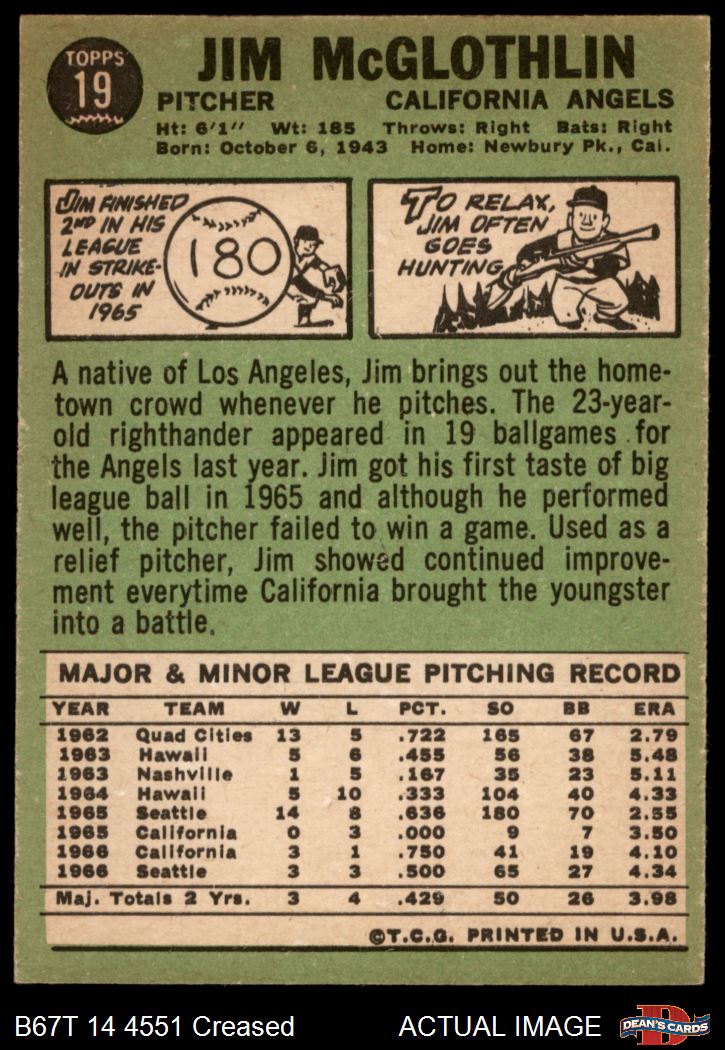 TOPPS
19
JIM McGLOTHLIN
PITCHER CALIFORNIA ANGELS
Ht: 6'1" Wt: 185 Throws: Right Bats: Right
Born: October 6, 1943 Home: Newbury Pk., Cal.
JIM FINISHED
2ND IN HIS
LEAGUE
IN STRIKE-
OUTS IN
1965
180
TO RELAX,
JIM OFTEN
GOES
HUNTING
A native of Los Angeles, Jim brings out the home-
town crowd whenever he pitches. The 23-year-
old righthander appeared in 19 ballgames for
the Angels last year. Jim got his first taste of big
league ball in 1965 and although he performed
well, the pitcher failed to win a game. Used as a
relief pitcher, Jim showed continued improve-
ment everytime California brought the youngster
into a battle.
MAJOR & MINOR LEAGUE PITCHING RECORD
YEAR TEAM W L PCT. SO BB ERA
1962 Quad Cities 13 5 .722 165 67 2.79
1963 Hawaii 5 6 .455 56 38 5.48
1963 Nashville 1 5 .167 35 23 5.11
1964 Hawaii 5 10 .333 104 40 4.33
1965 Seattle 14 8 .636 180 70 2.55
1965 California 0 3 .000 9 7 3.50
1966 California 3 1 .750 41 19 4.10
1966 Seattle 3 3 .500 65 27 4.34
Maj. Totals 2 Yrs. 3 4 .429 50 26 3.98
©T.C.G. PRINTED IN U.S.A.
B67T 14 4551 Creased ACTUAL IMAGE
D
DEAN'S CARDS